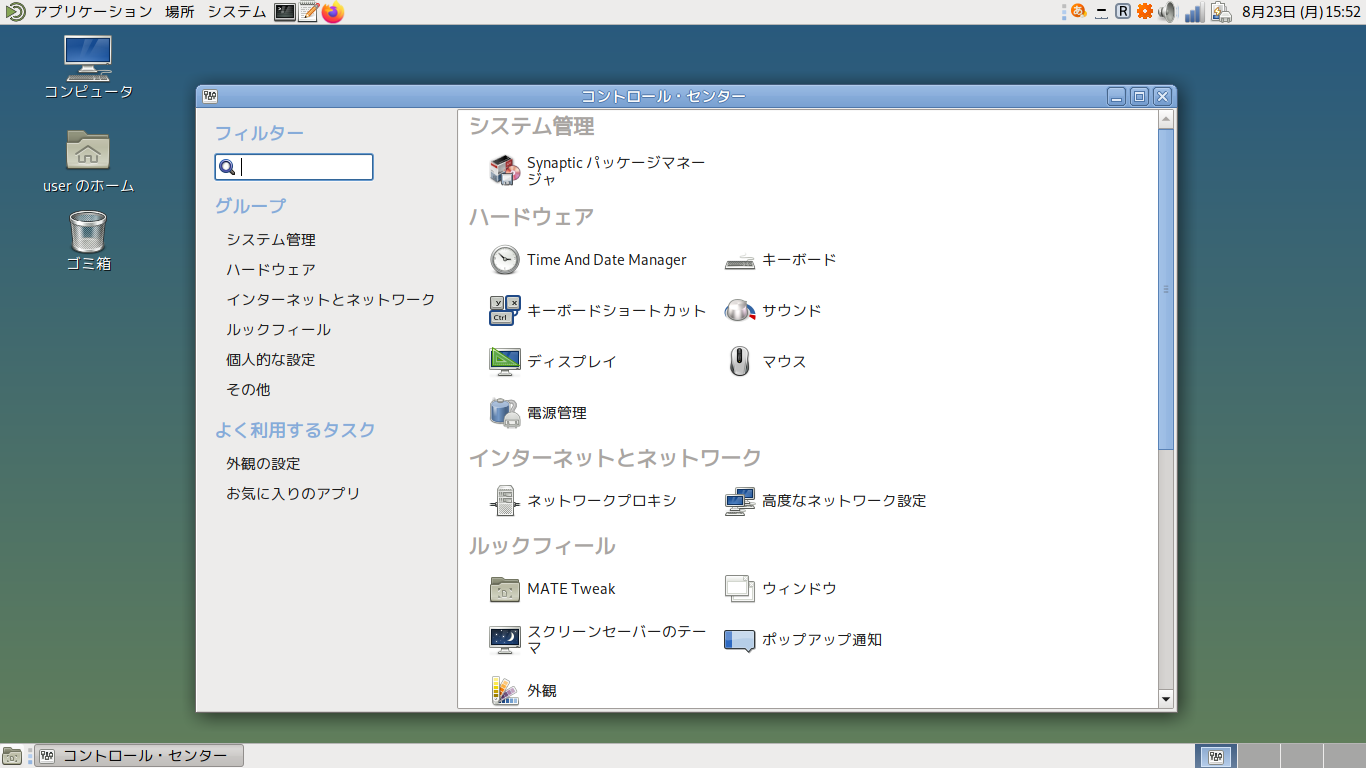 アプリケーション 場所 システム あ R 8月23日 (月) 15:52
コンピュータ
user のホーム
ゴミ箱
コントロール・センター
フィルター
グループ
システム管理
ハードウェア
インターネットとネットワーク
ルックフィール
個人的な設定
その他
よく利用するタスク
外観の設定
お気に入りのアプリ
システム管理
Synaptic パッケージマネー
ジャ
ハードウェア
Time And Date Manager キーボード
Y X
Ctrl
キーボードショートカット サウンド
ディスプレイ マウス
電源管理
インターネットとネットワーク
ネットワークプロキシ 高度なネットワーク設定
ルックフィール
MATE Tweak ウィンドウ
スクリーンセーバーのテー
マ
ポップアップ通知
外観
コントロール・センター